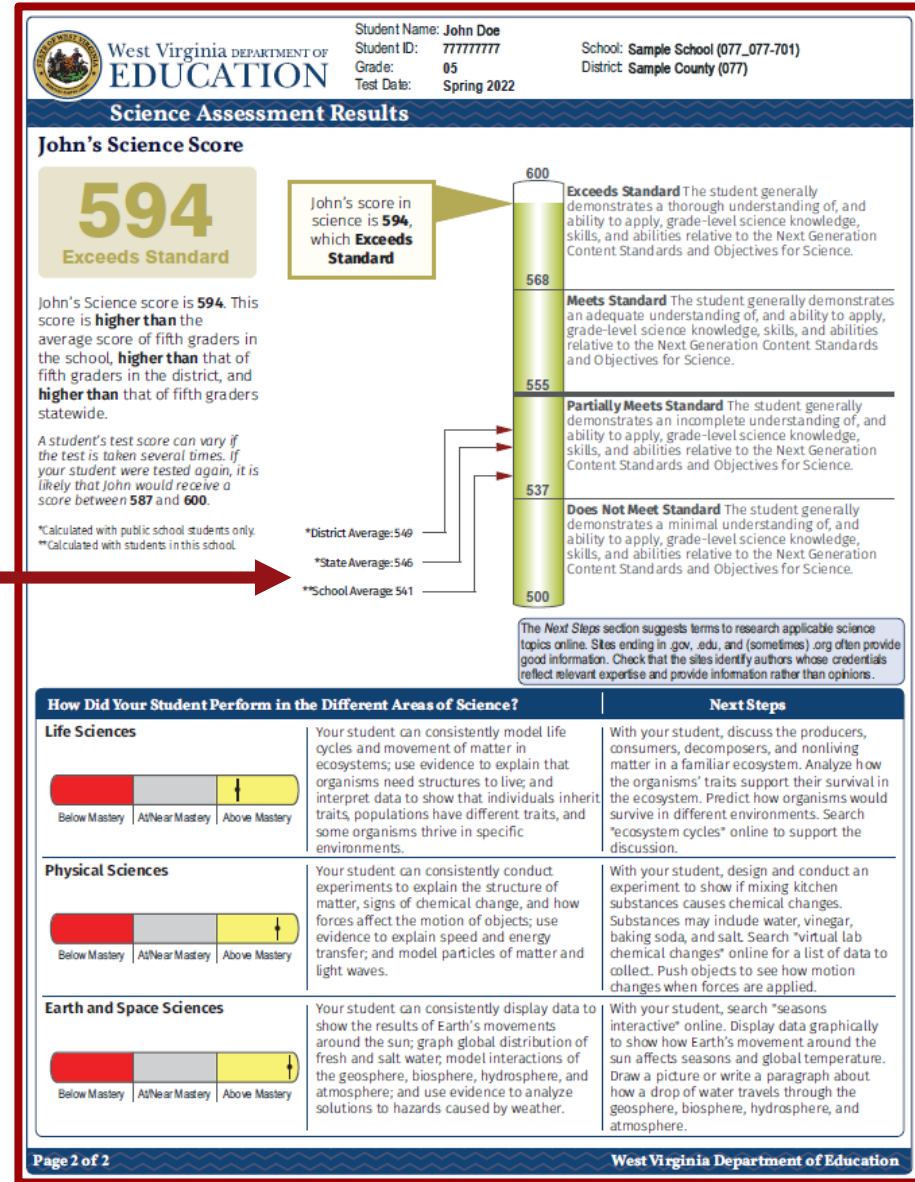 West Virginia DEPARTMENT OF
EDUCATION
Student Name: John Doe
Student ID: 777777777
Grade: 05
Test Date: Spring 2022
School: Sample School (077_077-701)
District: Sample County (077)
Science Assessment Results
John's Science Score
594
Exceeds Standard
John's Science score is 594. This
score is higher than the
average score of fifth graders in
the school, higher than that of
fifth graders in the district, and
higher than that of fifth graders
statewide.
A student's test score can vary if
the test is taken several times. If
your student were tested again, it is
likely that John would receive a
score between 587 and 600.
*Calculated with public school students only.
**Calculated with students in this school.
John's score in
science is 594,
which Exceeds
Standard
*District Average: 549
*State Average: 546
**School Average: 541
600
Exceeds Standard The student generally
demonstrates a thorough understanding of, and
ability to apply, grade-level science knowledge,
skills, and abilities relative to the Next Generation
Content Standards and Objectives for Science.
568
Meets Standard The student generally demonstrates
an adequate understanding of, and ability to apply,
grade-level science knowledge, skills, and abilities
relative to the Next Generation Content Standards
and Objectives for Science.
555
Partially Meets Standard The student generally
demonstrates an incomplete understanding of, and
ability to apply, grade-level science knowledge,
skills, and abilities relative to the Next Generation
Content Standards and Objectives for Science.
537
Does Not Meet Standard The student generally
demonstrates a minimal understanding of, and
ability to apply, grade-level science knowledge,
skills, and abilities relative to the Next Generation
Content Standards and Objectives for Science.
500
The Next Steps section suggests terms to research applicable science
topics online. Sites ending in .gov, .edu, and (sometimes) .org often provide
good information. Check that the sites identify authors whose credentials
reflect relevant expertise and provide information rather than opinions.
How Did Your Student Perform in the Different Areas of Science?
Next Steps
Life Sciences
Below Mastery At/Near Mastery Above Mastery
Your student can consistently model life
cycles and movement of matter in
ecosystems; use evidence to explain that
organisms need structures to live; and
interpret data to show that individuals inherit
traits, populations have different traits, and
some organisms thrive in specific
environments.
With your student, discuss the producers,
consumers, decomposers, and nonliving
matter in a familiar ecosystem. Analyze how
the organisms' traits support their survival in
the ecosystem. Predict how organisms would
survive in different environments. Search
"ecosystem cycles" online to support the
discussion.
Physical Sciences
Below Mastery At/Near Mastery Above Mastery
Your student can consistently conduct
experiments to explain the structure of
matter, signs of chemical change, and how
forces affect the motion of objects; use
evidence to explain speed and energy
transfer; and model particles of matter and
light waves.
With your student, design and conduct an
experiment to show if mixing kitchen
substances causes chemical changes.
Substances may include water, vinegar,
baking soda, and salt. Search "virtual lab
chemical changes" online for a list of data to
collect. Push objects to see how motion
changes when forces are applied.
Earth and Space Sciences
Below Mastery At/Near Mastery Above Mastery
Your student can consistently display data to
show the results of Earth's movements
around the sun; graph global distribution of
fresh and salt water; model interactions of
the geosphere, biosphere, hydrosphere, and
atmosphere; and use evidence to analyze
solutions to hazards caused by weather.
With your student, search "seasons
interactive" online. Display data graphically
to show how Earth's movement around the
sun affects seasons and global temperature.
Draw a picture or write a paragraph about
how a drop of water travels through the
geosphere, biosphere, hydrosphere, and
atmosphere.
Page 2 of 2
West Virginia Department of Education